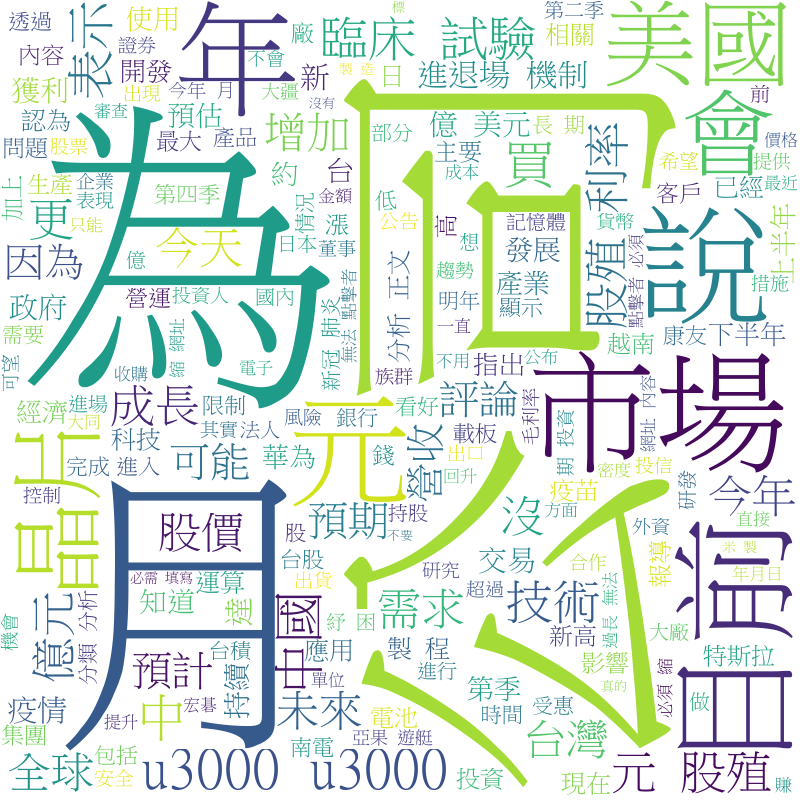 透過
使用
臨床 試驗
第二季
相關
美國
內容
證券
表示
年
廠
不會
製 造
標
開發
新
日
進退場 機制
獲利
今年 月
出現
大疆
沒有
審查
前
會
認為
預估
增加
部分
億 美元
長 期
價格
問題
股票
最大
產品
台
主要
買
利率
希望
提供
加上
生產
企業
表現
約
成本
客戶
已經
最近
為
公司
說
更
第四季
金額
低
公告
記憶體
股殖
貨幣
上半年
只能
今天
情況
漲
高
想
發展
必須
點擊者
因為
日本
董事
分析 正文
趨勢
產業
措施
政府
億
營運
投資人
國內
明年
顯示
康友
下半年
需要
新冠 肺炎
無法 點擊者
一直
越南
可望
縮 網址
電子
族群
不用
公布
指出
市場
收購
經濟
進場
大同
成長
限制
風險
銀行
看好
評論
毛利率
網址 內容
其實
法人
元
載板
期 投資
科技
華為
錢
營收
出口
密度
投信
晶片
完成
進入
可能
回升
疫苗
研發
今年
控制
月
股價
股
預期
持股
沒
方面
外資
直接
目前
必需 填寫
台股
不要
交易
合作
報導
米 製
年月日
億元
運算
出貨
研究
需求
超過
技術
過長 無法
機會
知道
達
中國
紓 困
新高
大廠
分類 分析
預計
台積
應用
製 程
影響
特斯拉
疫情
持續
單位
進行
第季
受惠
真的
必須 縮
做
集團
中
提升
宏碁
未來
電池
時間
台灣
全球
包括
安全
u3000 u3000
南電
亞果 遊艇
投資
現在
元 股殖
賺